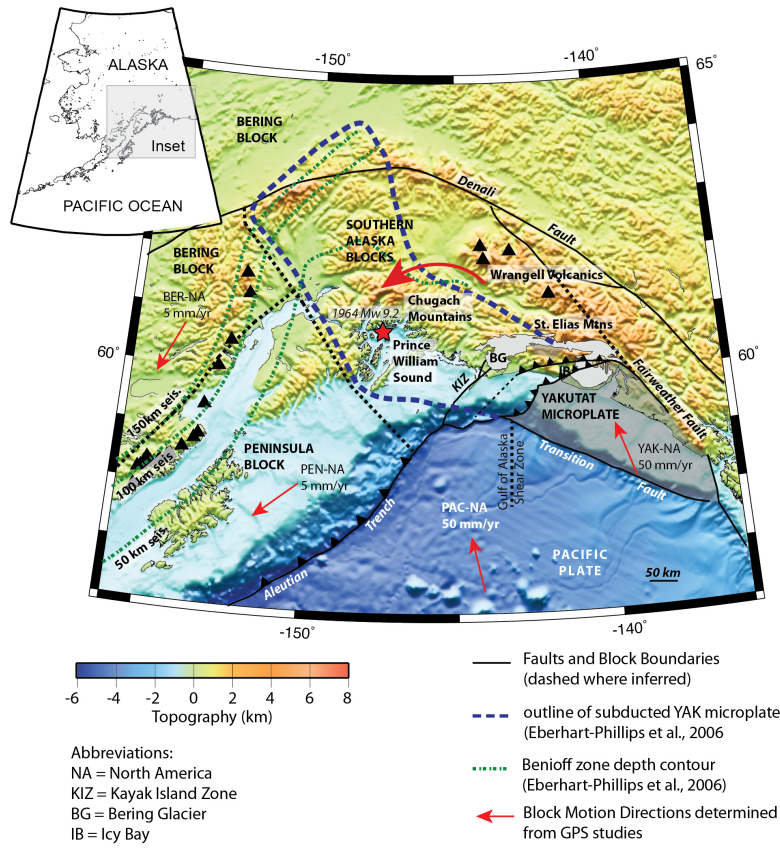 -150°
-140°
65°
ALASKA
Inset
PACIFIC OCEAN
BERING
BLOCK
Denali
Fault
SOUTHERN
ALASKA
BLOCKS
BERING
BLOCK
Wrangell Volcanics
BER-NA
5 mm/yr
1964 Mw 9.2
Chugach
Mountains
St. Elias Mtns
60°
60°
Prince
William
Sound
BG
KIZ
IB
Fairweather Fault
YAKUTAT
MICROPLATE
150km seis.
100 km seis
50 km seis.
PENINSULA
BLOCK
PEN-NA
5 mm/yr
YAK-NA
50 mm/yr
Transition
Fault
Gulf of Alaska
Shear Zone
PAC-NA
50 mm/yr
Trench
Aleutian
PACIFIC
PLATE
50 km
-150°
-140°
-6 -4 -2 0 2 4 6 8
Topography (km)
Abbreviations:
NA = North America
KIZ = Kayak Island Zone
BG = Bering Glacier
IB = Icy Bay
Faults and Block Boundaries
(dashed where inferred)
outline of subducted YAK microplate
(Eberhart-Phillips et al., 2006
Benioff zone depth contour
(Eberhart-Phillips et al., 2006)
Block Motion Directions determined
from GPS studies